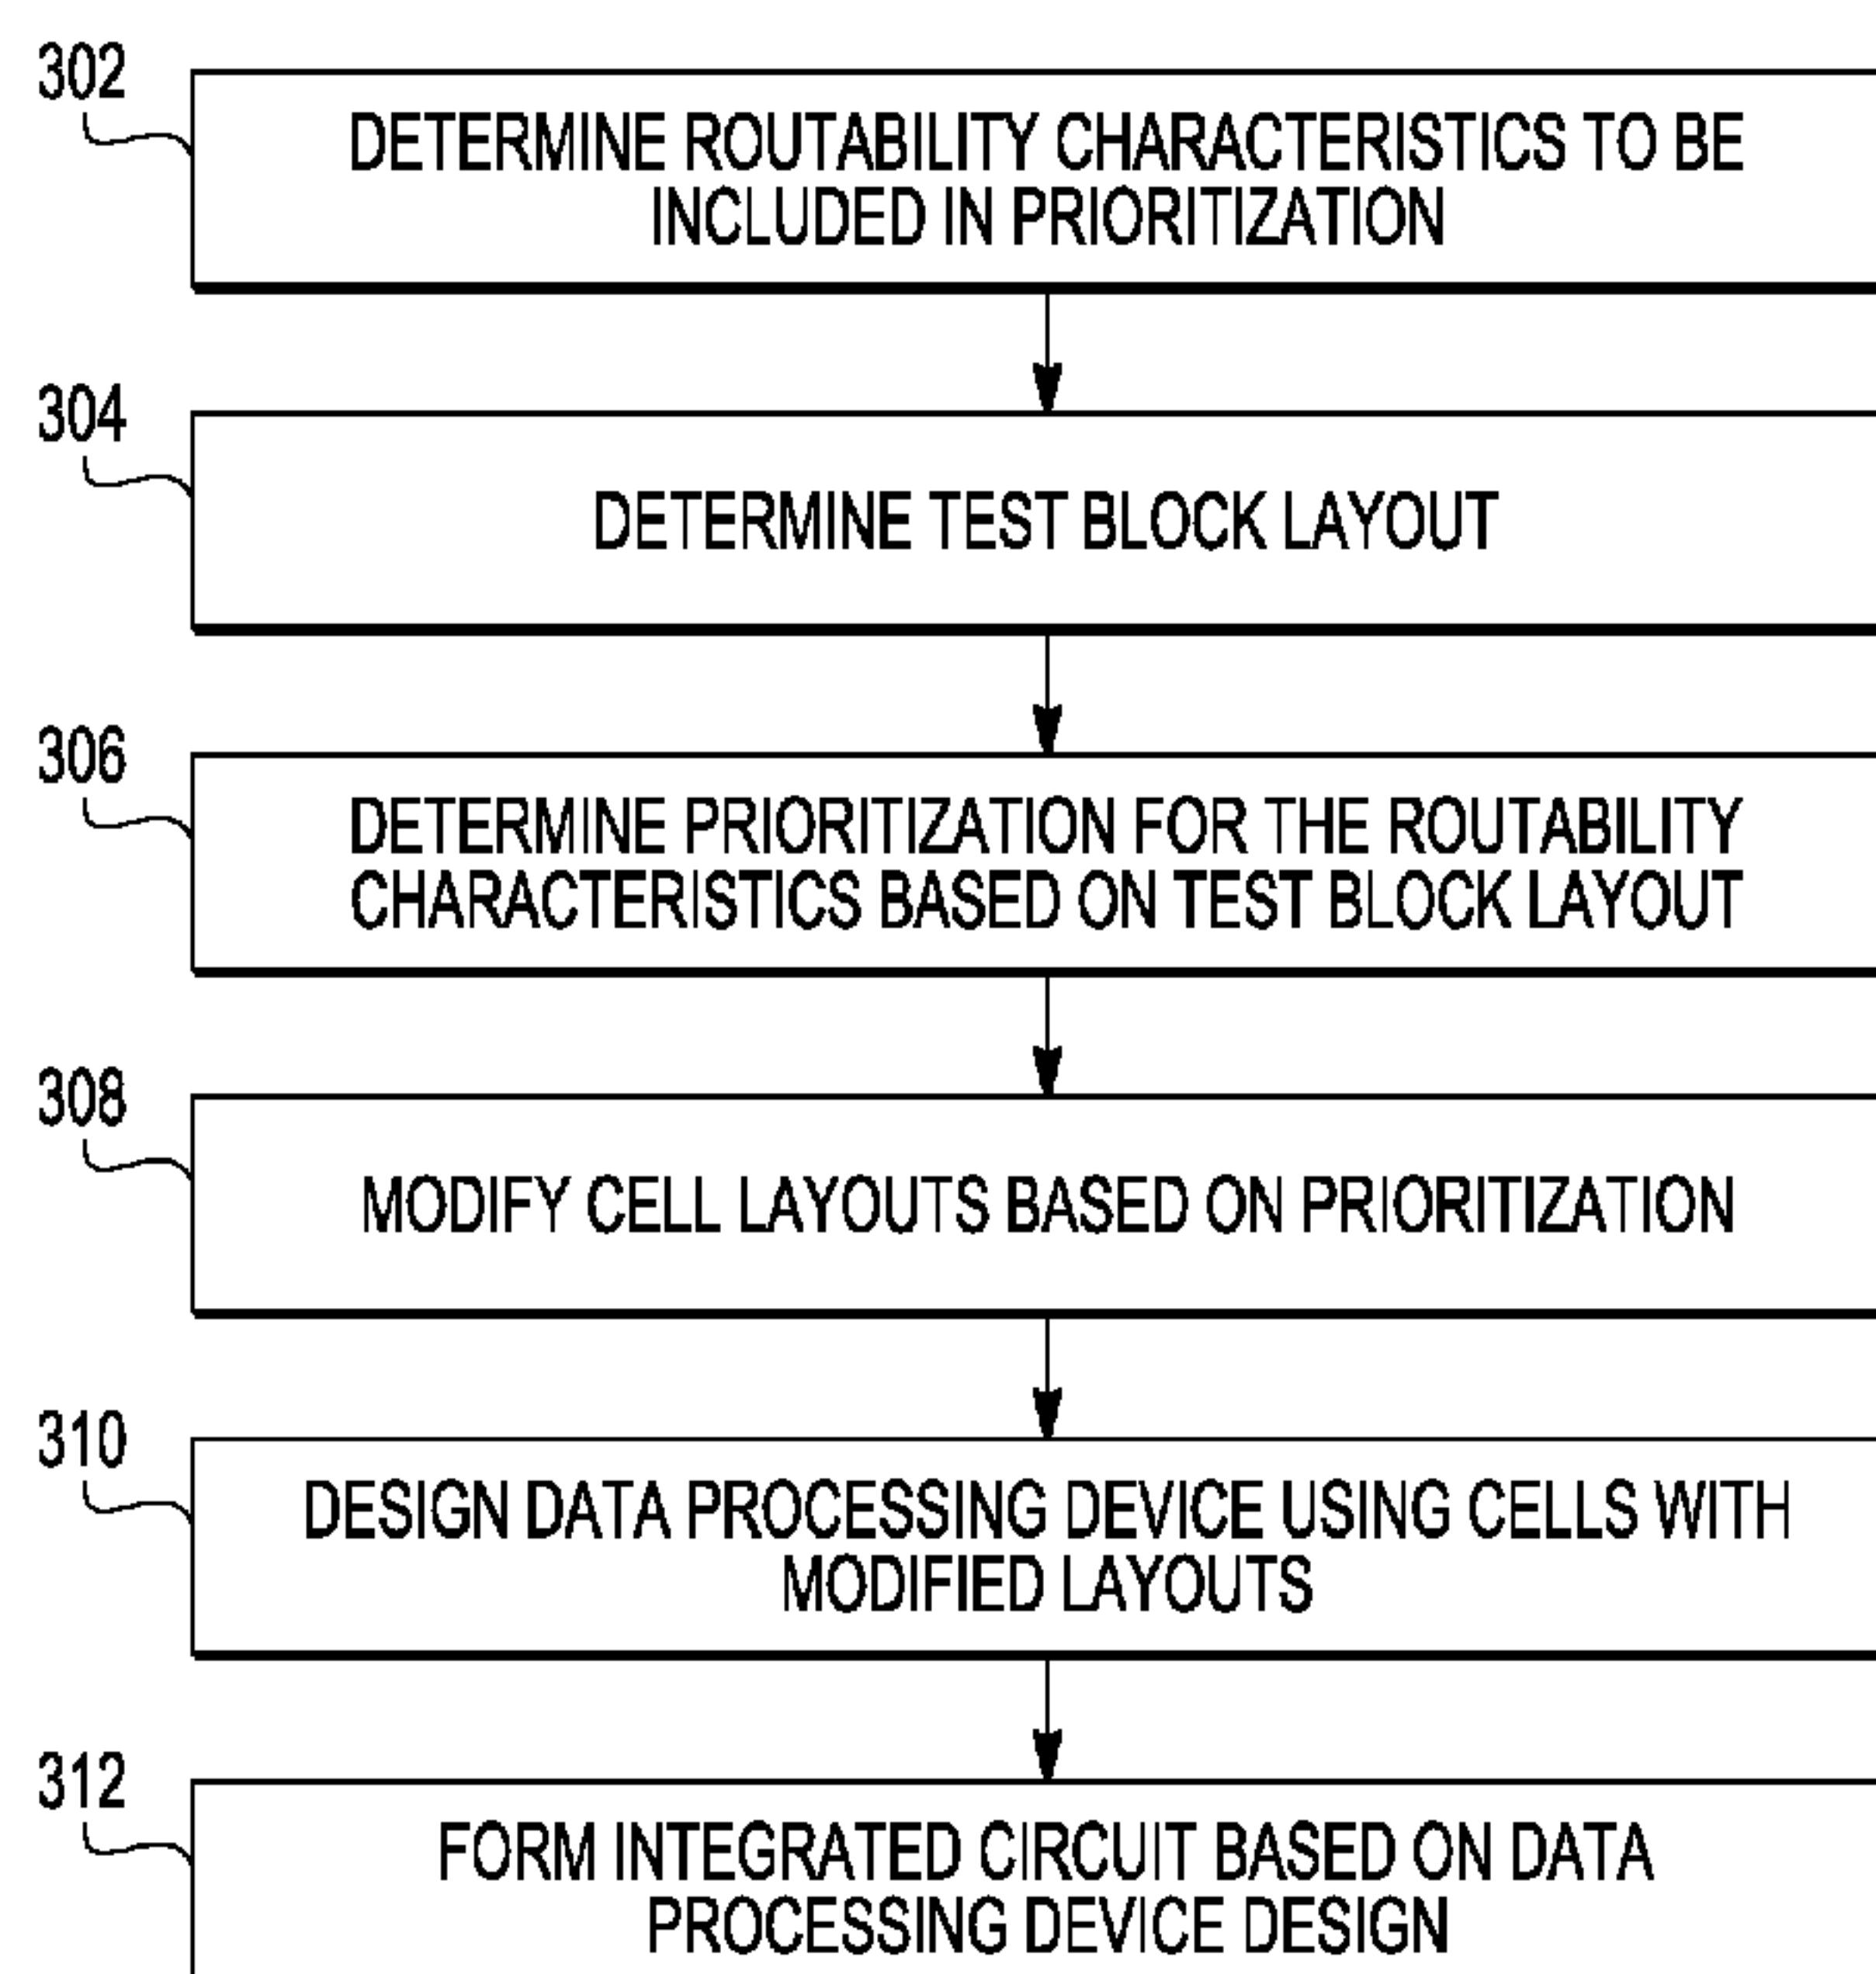 302
DETERMINE ROUTABILITY CHARACTERISTICS TO BE
INCLUDED IN PRIORITIZATION
304
DETERMINE TEST BLOCK LAYOUT
306
DETERMINE PRIORITIZATION FOR THE ROUTABILITY
CHARACTERISTICS BASED ON TEST BLOCK LAYOUT
308
MODIFY CELL LAYOUTS BASED ON PRIORITIZATION
310
DESIGN DATA PROCESSING DEVICE USING CELLS WITH
MODIFIED LAYOUTS
312
FORM INTEGRATED CIRCUIT BASED ON DATA
PROCESSING DEVICE DESIGN